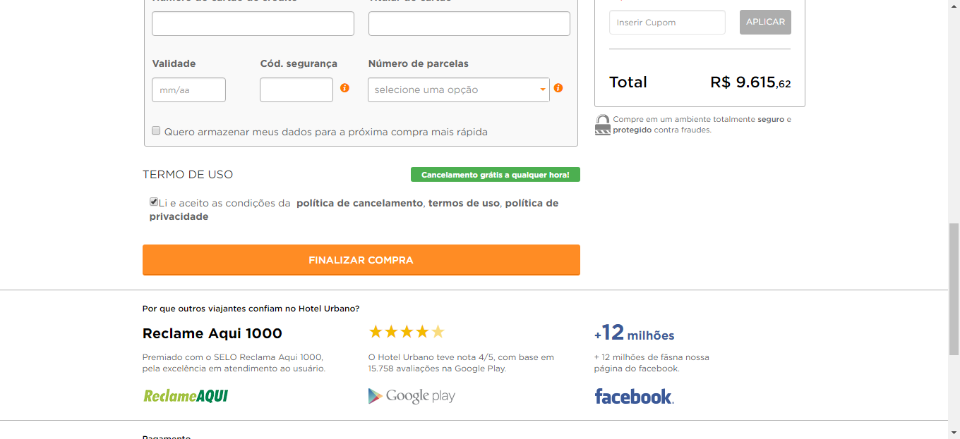 Número do cartão de crédito
Titular do cartão
Validade
Cód. segurança
Número de parcelas
mm/aa
selecione uma opção
Quero armazenar meus dados para a próxima compra mais rápida
Inserir Cupom
APLICAR
Total
R$ 9.615,62
Compre em um ambiente totalmente seguro e
protegido contra fraudes.
TERMO DE USO
Cancelamento grátis a qualquer hora!
Li e aceito as condições da política de cancelamento, termos de uso, política de
privacidade
FINALIZAR COMPRA
Por que outros viajantes confiam no Hotel Urbano?
Reclame Aqui 1000
Premiado com o SELO Reclama Aqui 1000,
pela excelência em atendimento ao usuário.
ReclameAQUI
O Hotel Urbano teve nota 4/5, com base em
15.758 avaliações na Google Play.
Google play
+12 milhões
+ 12 milhões de fãsna nossa
página do facebook.
facebook.
Pagamento